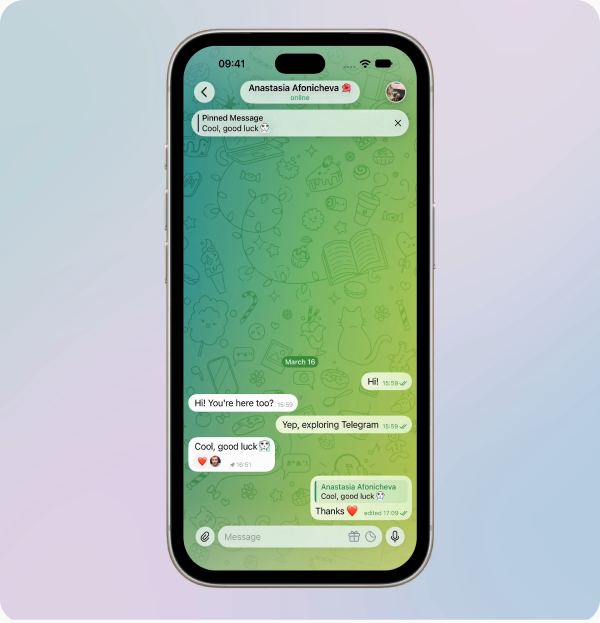 09:41
Anastasia Afonicheva
online
Pinned Message
Cool, good luck
March 16
Hi! 15:59
Hi! You're here too? 15:59
Yep, exploring Telegram 15:59
Cool, good luck
16:51
Anastasia Afonicheva
Cool, good luck
Thanks ❤️ edited 17:09
Message